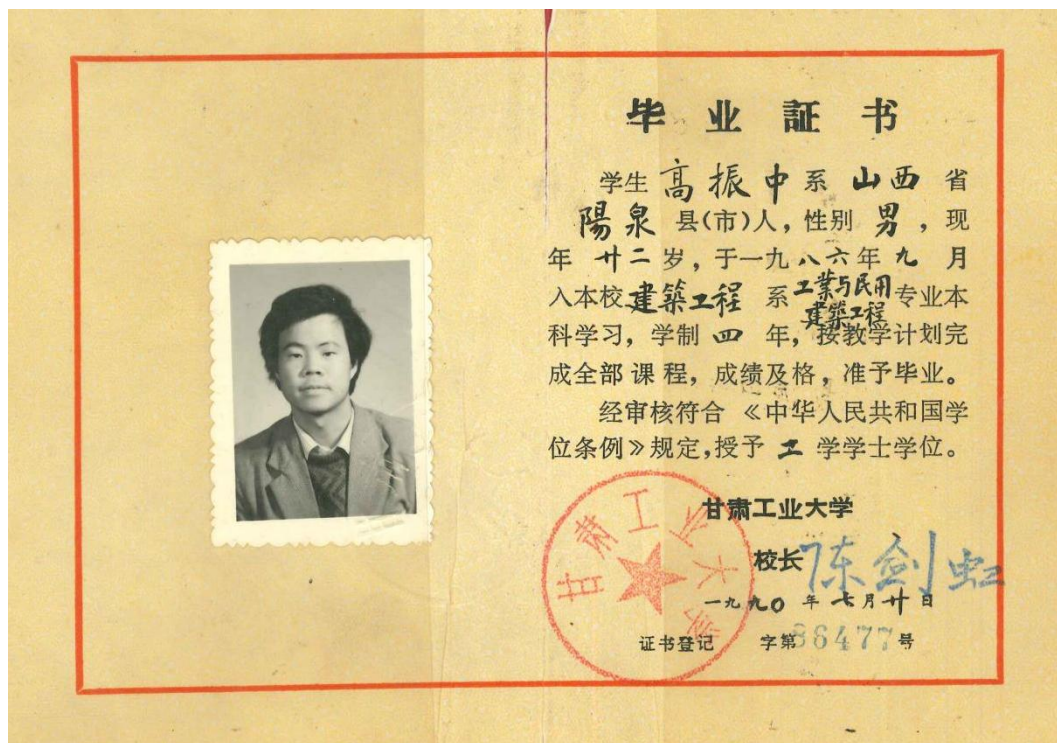 毕业証书
学生 高振中 系 山西 省
陽泉 县(市)人，性别 男，现
年 廿二 岁，于一九八六年九月
入本校建築工程 系 工業与民用建築工程 专业本
科学习，学制 四 年，按教学计划完
成全部课程，成绩及格，准予毕业。
经审核符合《中华人民共和国学
位条例》规定，授予 工 学学士学位。
甘肃工业大学
校长 陈剑虹
一九九〇年七月廿日
证书登记 字第86477号
甘肃工业大学